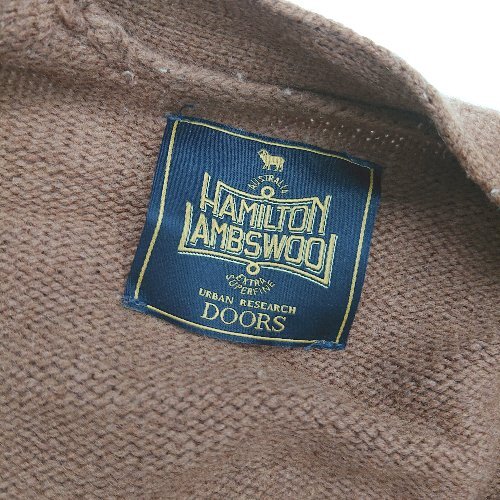 AUSTRALIA
HAMILTON
LAMBSWOOL
EXTRA
SUPERFINE
URBAN RESEARCH
DOORS